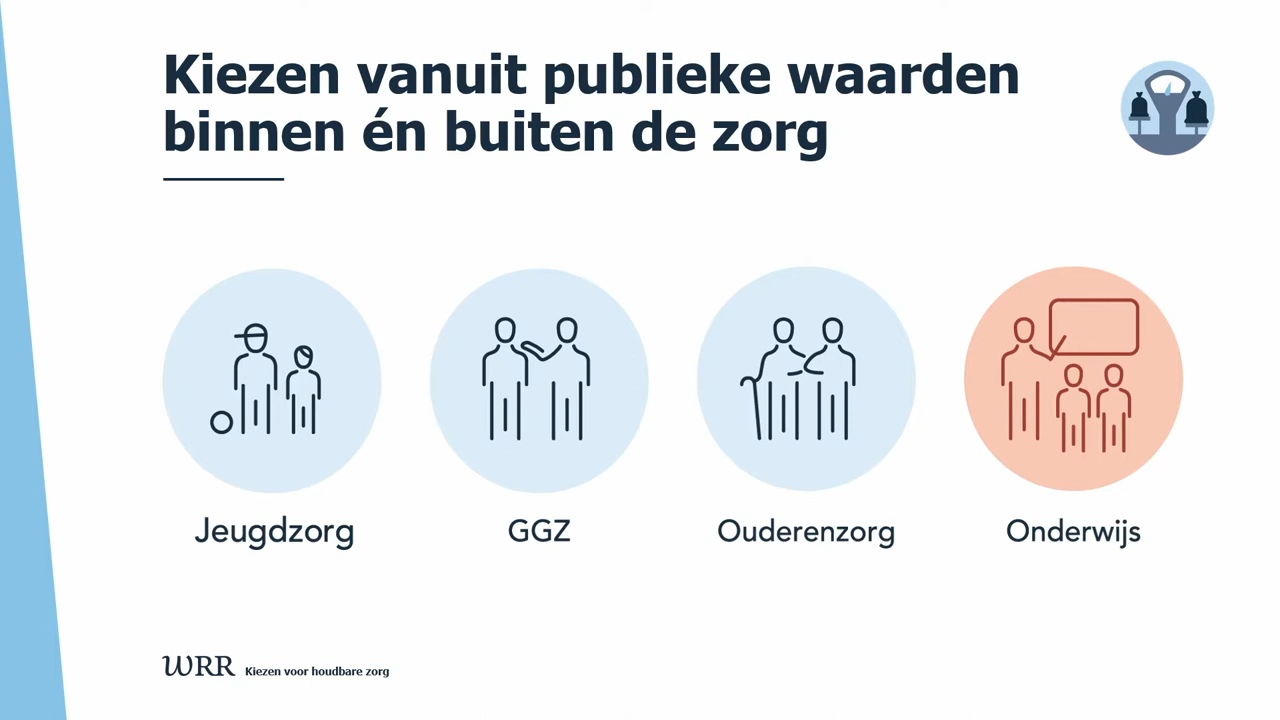 Kiezen vanuit publieke waarden
binnen én buiten de zorg
Jeugdzorg
GGZ
Ouderenzorg
Onderwijs
WRR Kiezen voor houdbare zorg